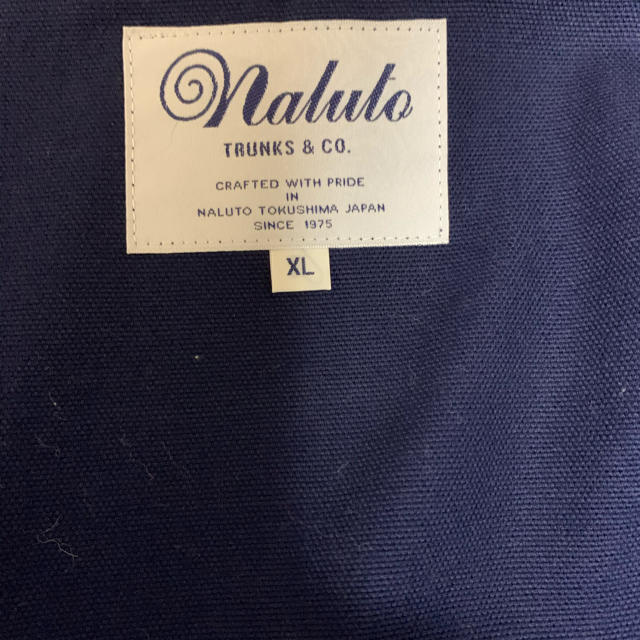 Naluto
TRUNKS & CO.
CRAFTED WITH PRIDE
IN
NALUTO TOKUSHIMA JAPAN
SINCE 1975
XL